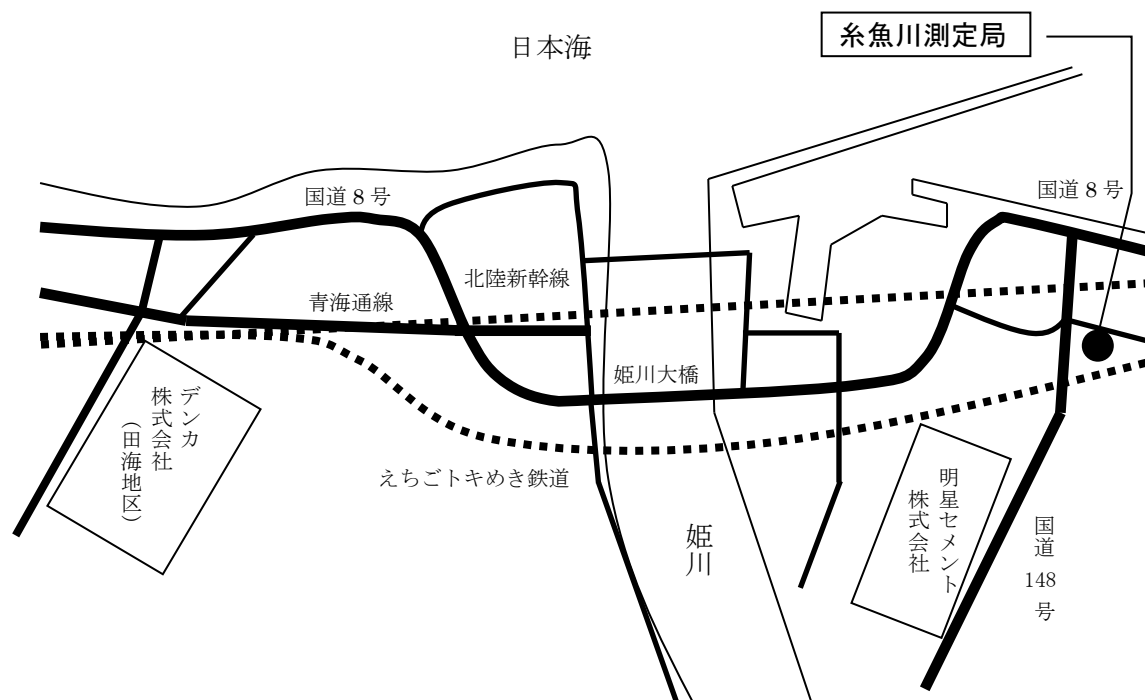 日本海
糸魚川測定局
国道８号
国道８号
北陸新幹線
青海通線
姫川大橋
デンカ
株式会社
（田海地区）
えちごトキめき鉄道
姫川
明星セメント
株式会社
国道
148
号